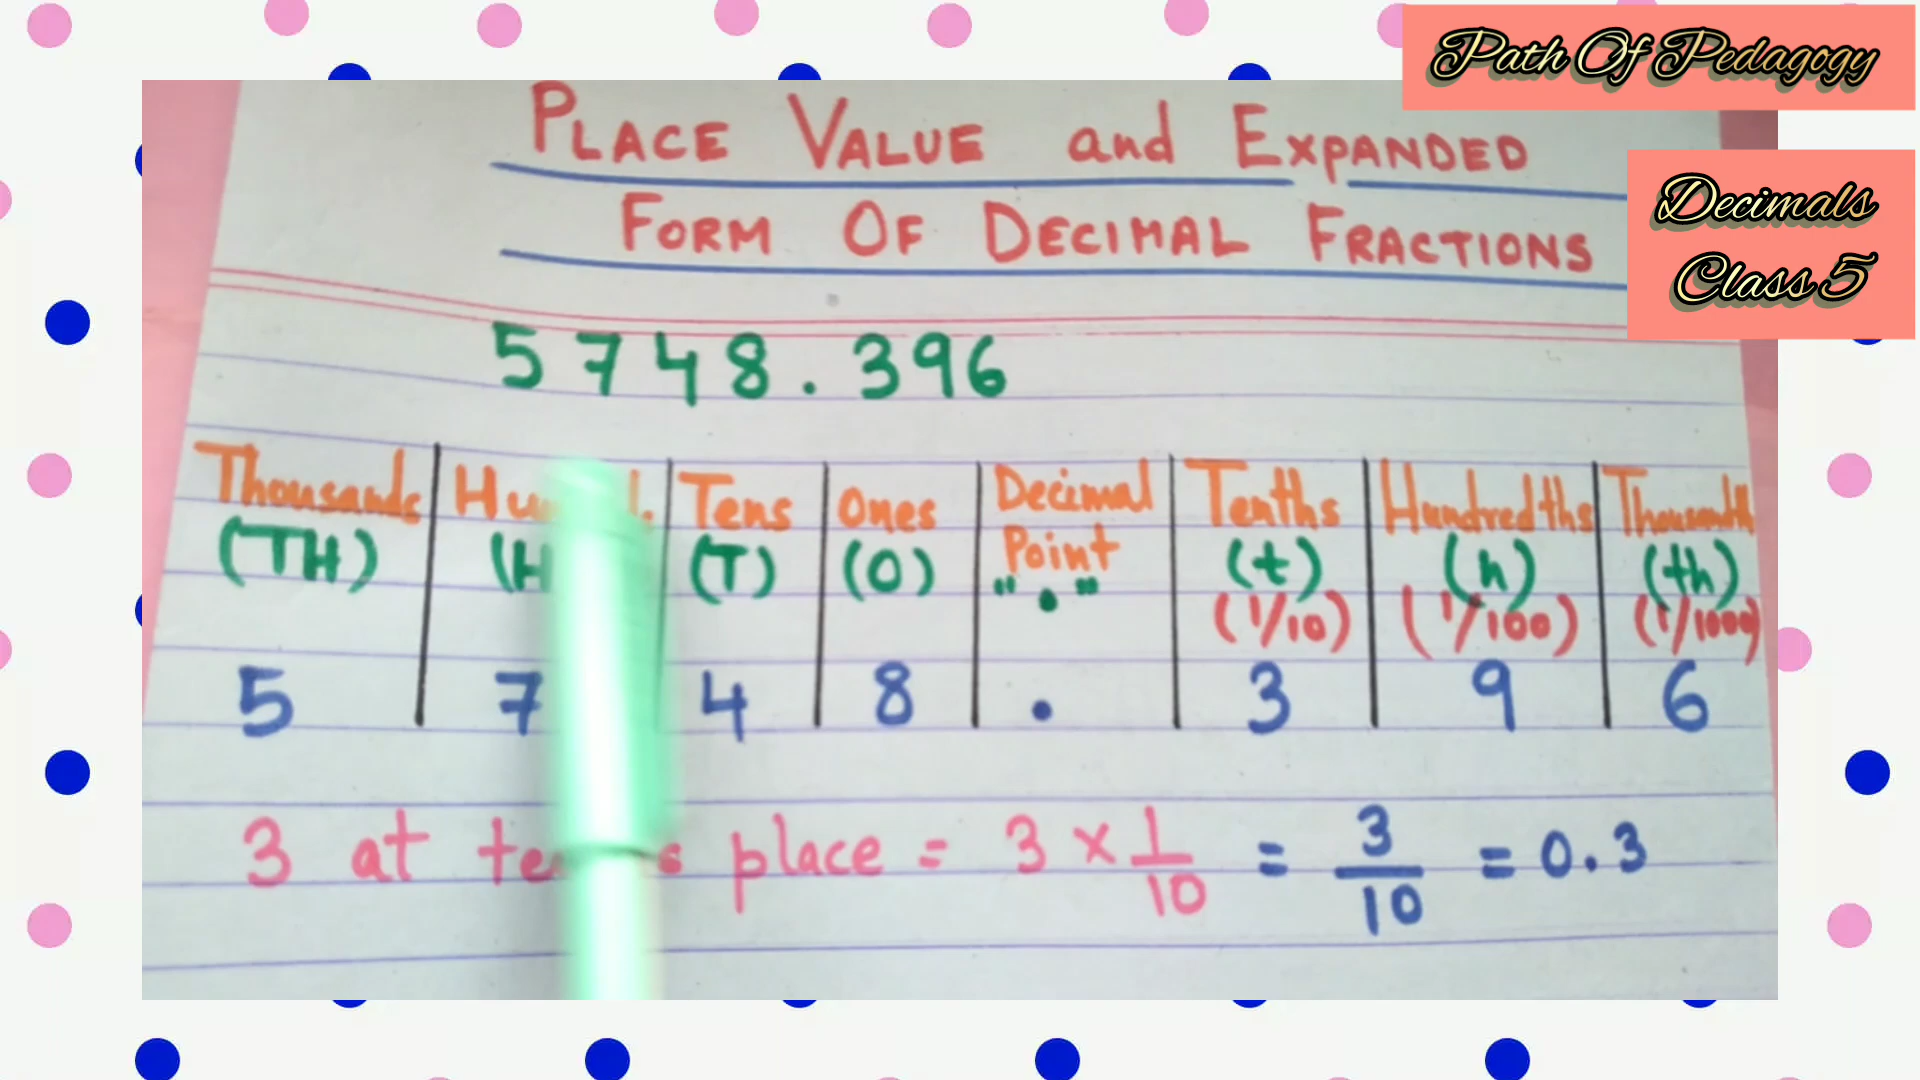 Path Of Pedagogy
Decimals
Class 5
PLACE VALUE and EXPANDED
FORM OF DECIMAL FRACTIONS
5748.396
Thousands Tens Ones Decimal Point Tenths Hundredths
(TH) (T) (O) "." (t) (h) (th)
(1/10) (1/100) (1/1000)
5 7 4 8 . 3 9 6
3 at place = 3 × 1/10 = 3/10 = 0.3